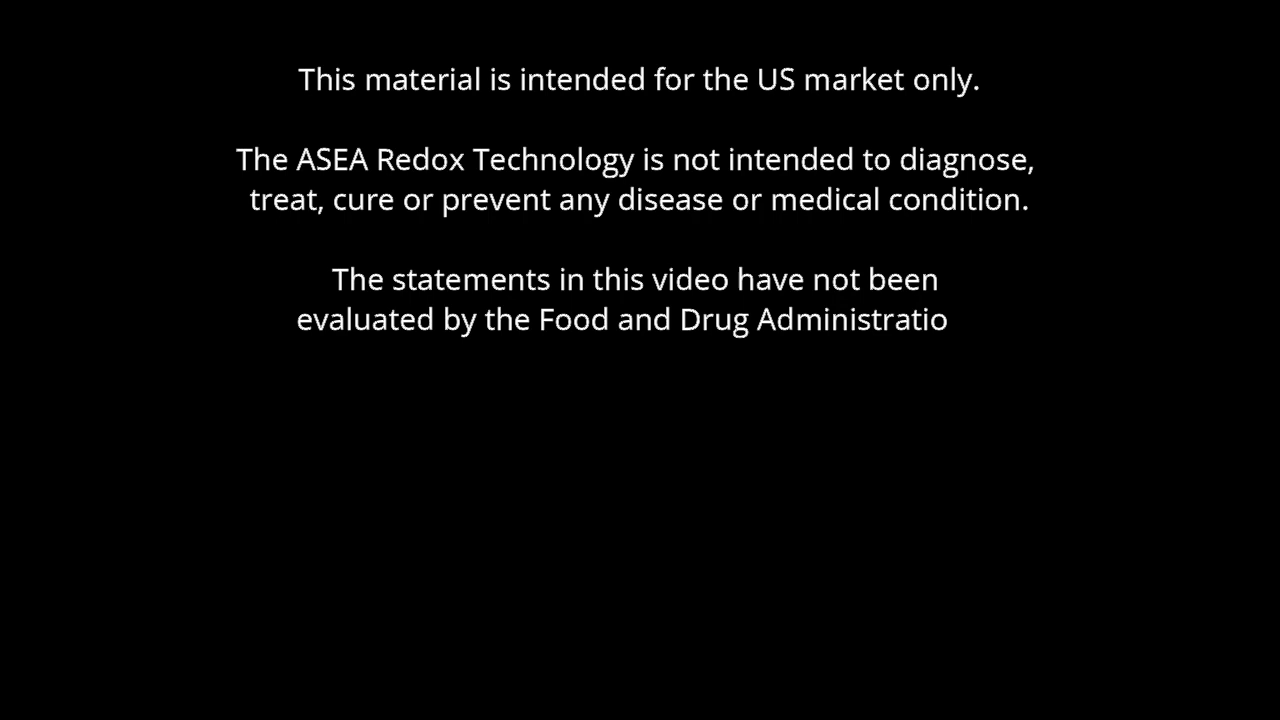 This material is intended for the US market only.
The ASEA Redox Technology is not intended to diagnose,
treat, cure or prevent any disease or medical condition.
The statements in this video have not been
evaluated by the Food and Drug Administratio